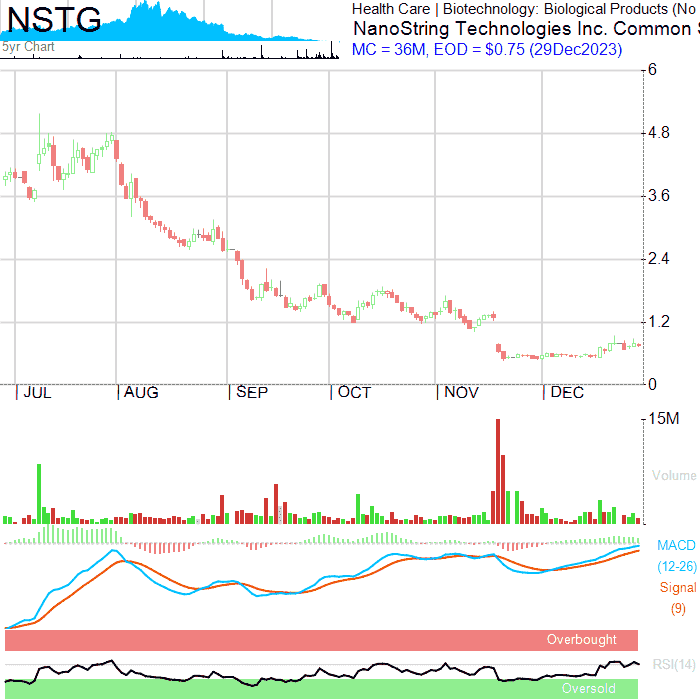 NSTG
5yr Chart
Health Care | Biotechnology: Biological Products (No
NanoString Technologies Inc. Common S
MC = 36M, EOD = $0.75 (29Dec2023)
6
4.8
3.6
2.4
1.2
0
JUL AUG SEP OCT NOV DEC
15M
Volume
MACD
(12-26)
Signal
(9)
Overbought
RSI(14)
Oversold